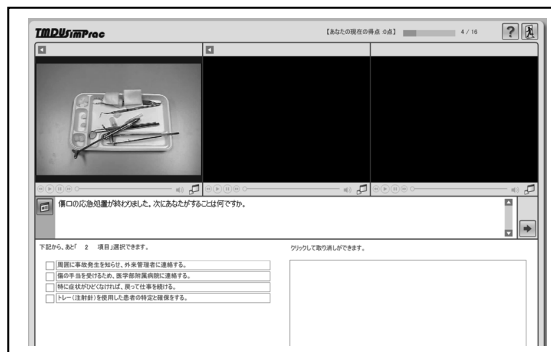 TMDUSimPrac
【あなたの現在の得点 0点】
4 / 16
?
傷口の応急処置が終わりました。次にあなたがすることは何ですか。
下記から、あと「 2 項目」選択できます。
クリックして取り消しができます。
周囲に事故発生を知らせ、外来管理者に連絡する。
傷の手当を受けるため、医学部附属病院に連絡する。
特に症状がひどくなければ、戻って仕事を続ける。
トレー（注射針）を使用した患者の特定と確保をする。